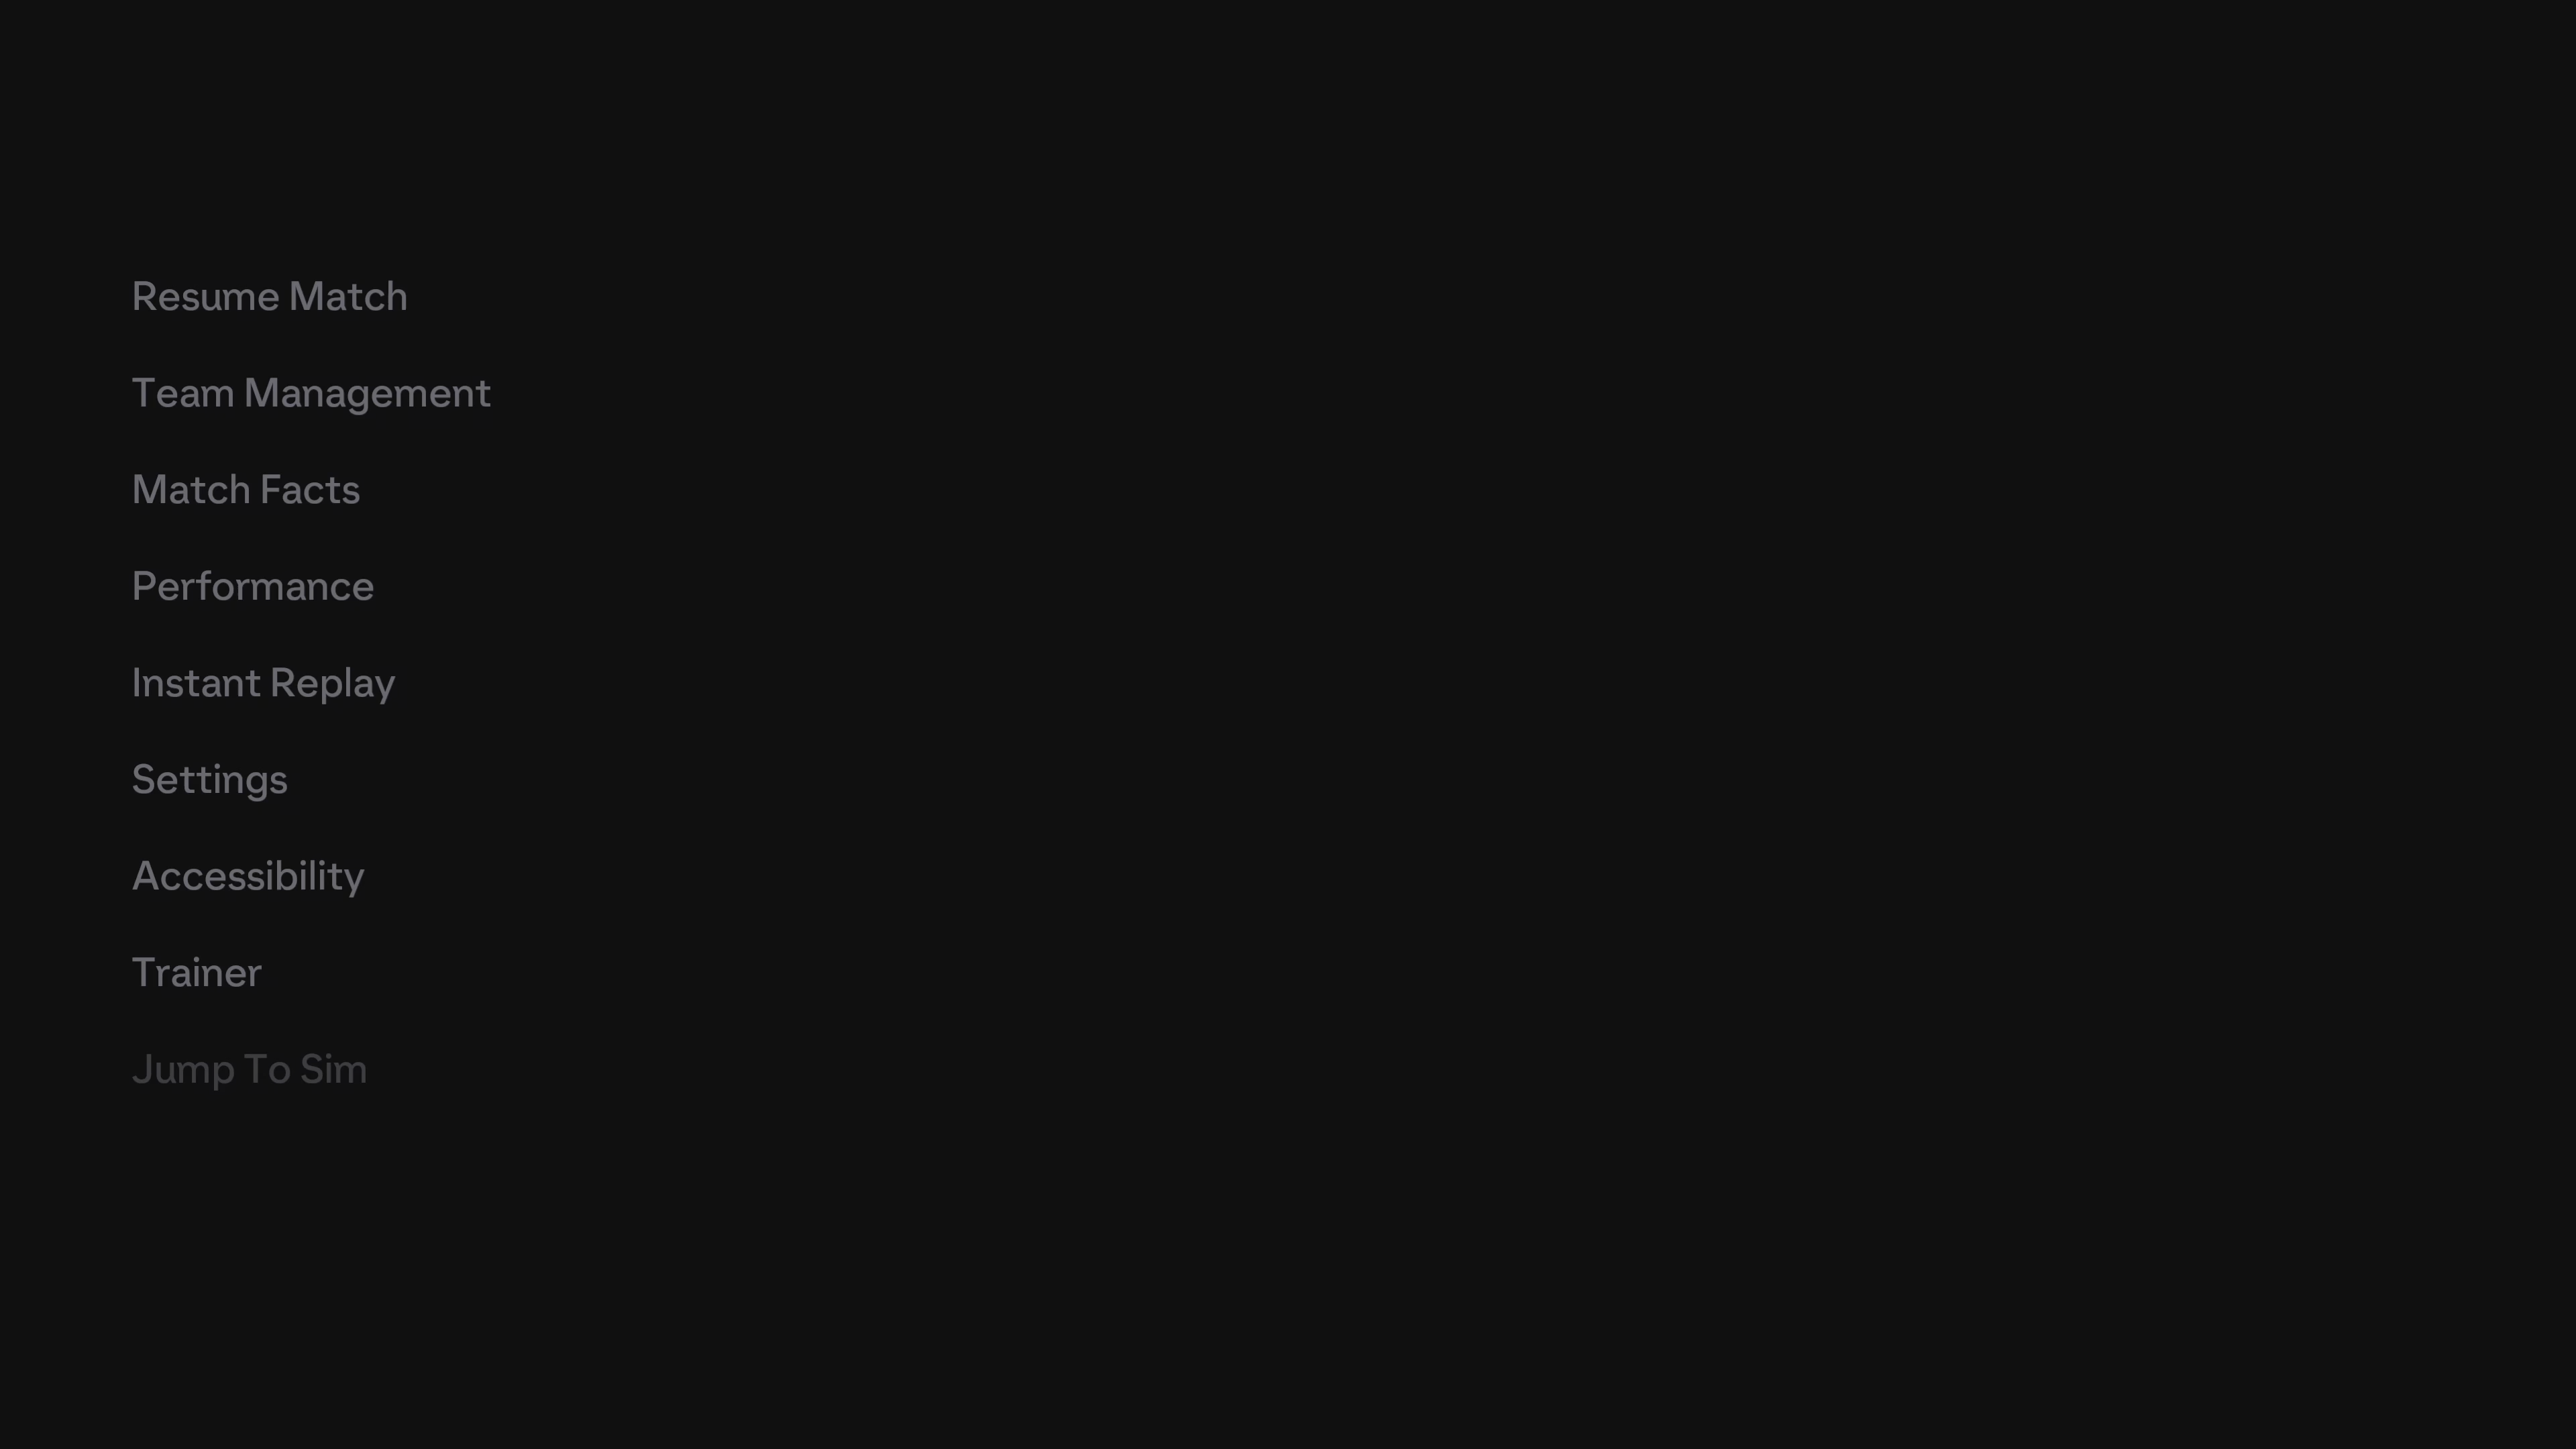 Resume Match
Team Management
Match Facts
Performance
Instant Replay
Settings
Accessibility
Trainer
Jump To Sim